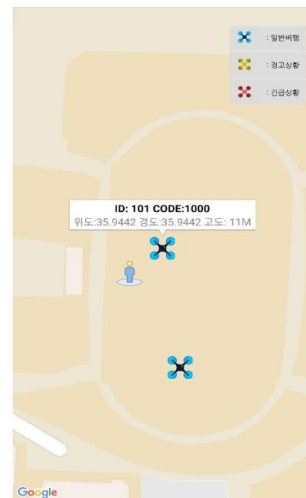 : 일반비행
: 경고상황
: 긴급상황
ID: 101 CODE:1000
위도:35.9442 경도:35.9442 고도: 11M
Google